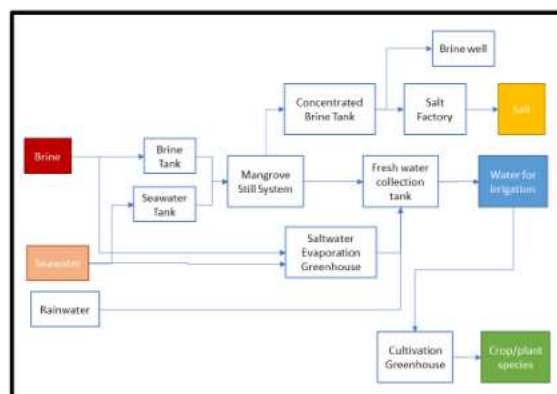 Brine well
Concentrated
Brine Tank
Salt
Factory
Salt
Brine
Brine
Tank
Seawater
Tank
Mangrove
Still System
Fresh water
collection
tank
Water for
irrigation
Seawater
Saltwater
Evaporation
Greenhouse
Rainwater
Cultivation
Greenhouse
Crop/plant
species